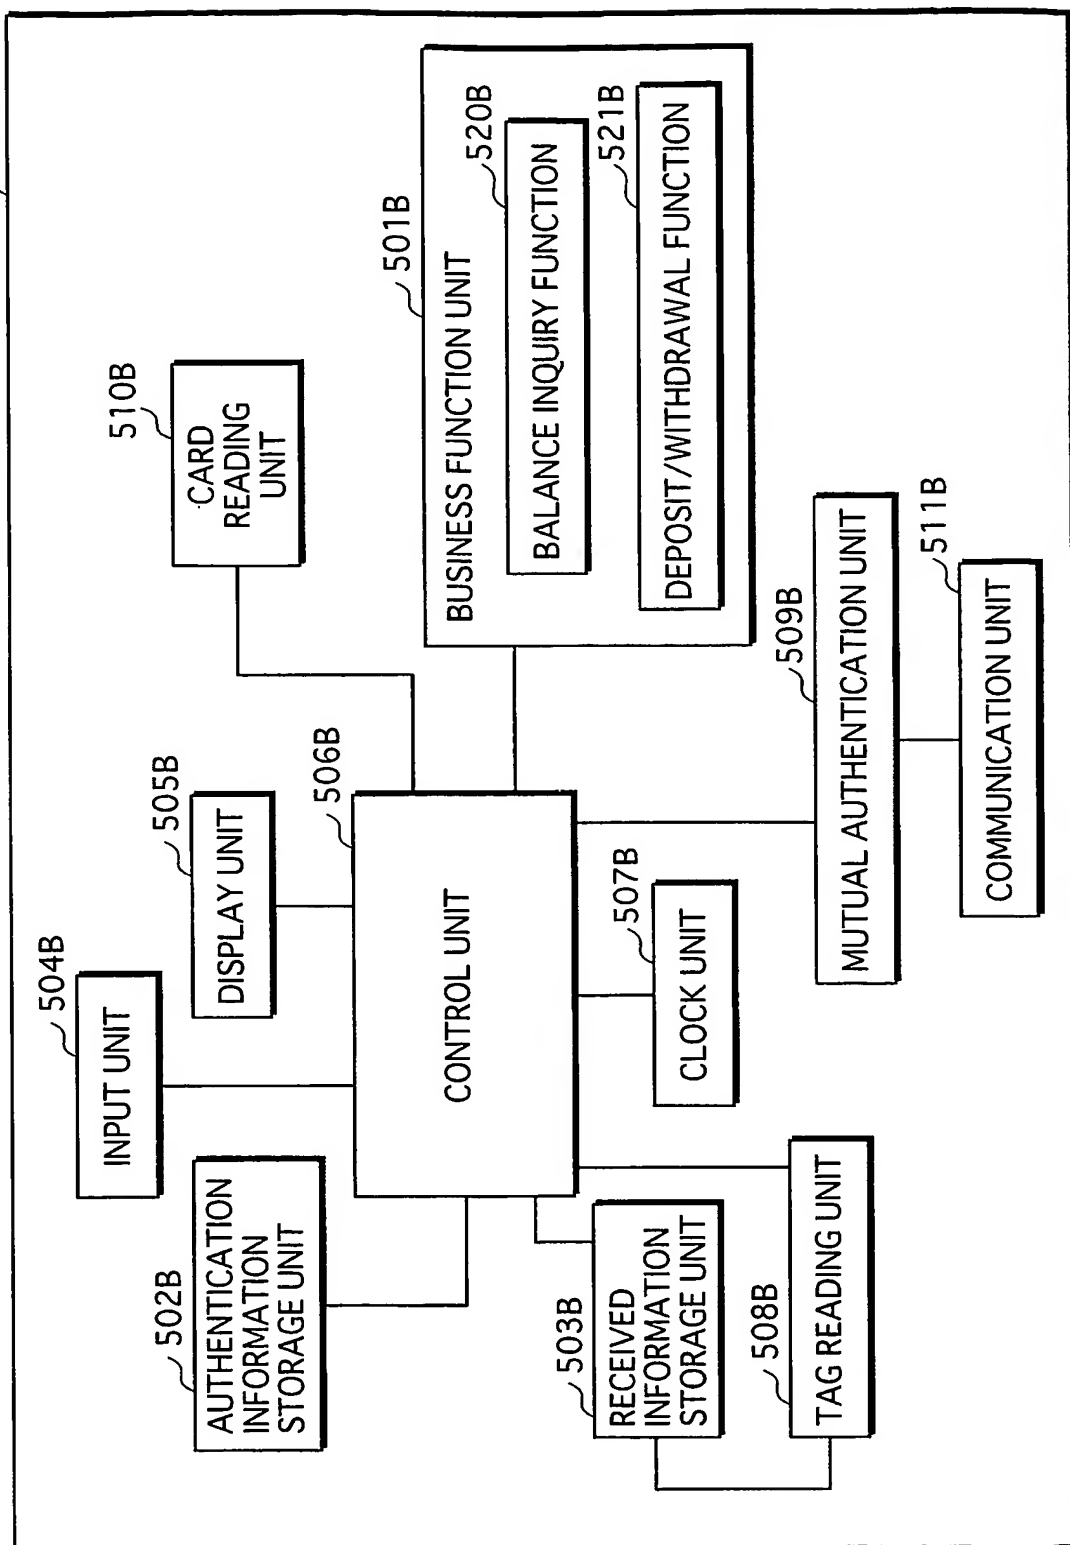 504B
INPUT UNIT
505B
DISPLAY UNIT
510B
CARD
READING
UNIT
502B
AUTHENTICATION
INFORMATION
STORAGE UNIT
506B
CONTROL UNIT
501B
BUSINESS FUNCTION UNIT
520B
BALANCE INQUIRY FUNCTION
521B
DEPOSIT/WITHDRAWAL FUNCTION
503B
RECEIVED
INFORMATION
STORAGE UNIT
507B
CLOCK UNIT
508B
TAG READING UNIT
509B
MUTUAL AUTHENTICATION UNIT
511B
COMMUNICATION UNIT